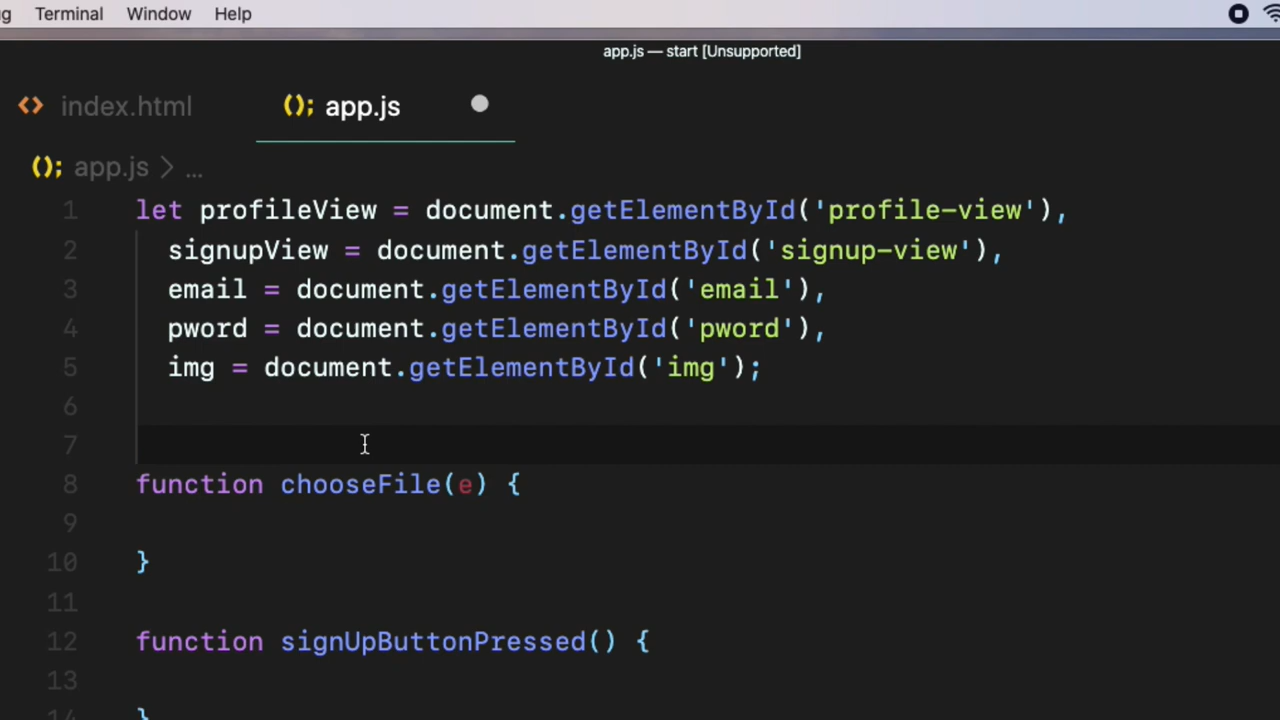 Terminal Window Help
app.js — start [Unsupported]
index.html app.js
app.js > ...
1 let profileView = document.getElementById('profile-view'),
2 signupView = document.getElementById('signup-view'),
3 email = document.getElementById('email'),
4 pword = document.getElementById('pword'),
5 img = document.getElementById('img');
6
7
8 function chooseFile(e) {
9
10 }
11
12 function signUpButtonPressed() {
13
14 }